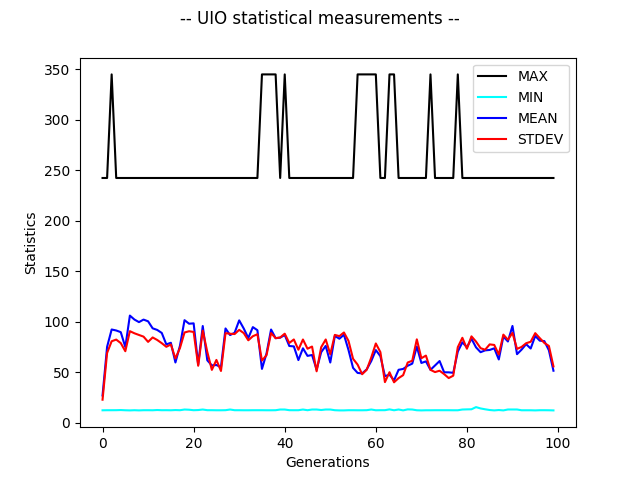 -- UIO statistical measurements --
350
300
250
200
150
100
50
0
Statistics
MAX
MIN
MEAN
STDEV
0 20 40 60 80 100
Generations